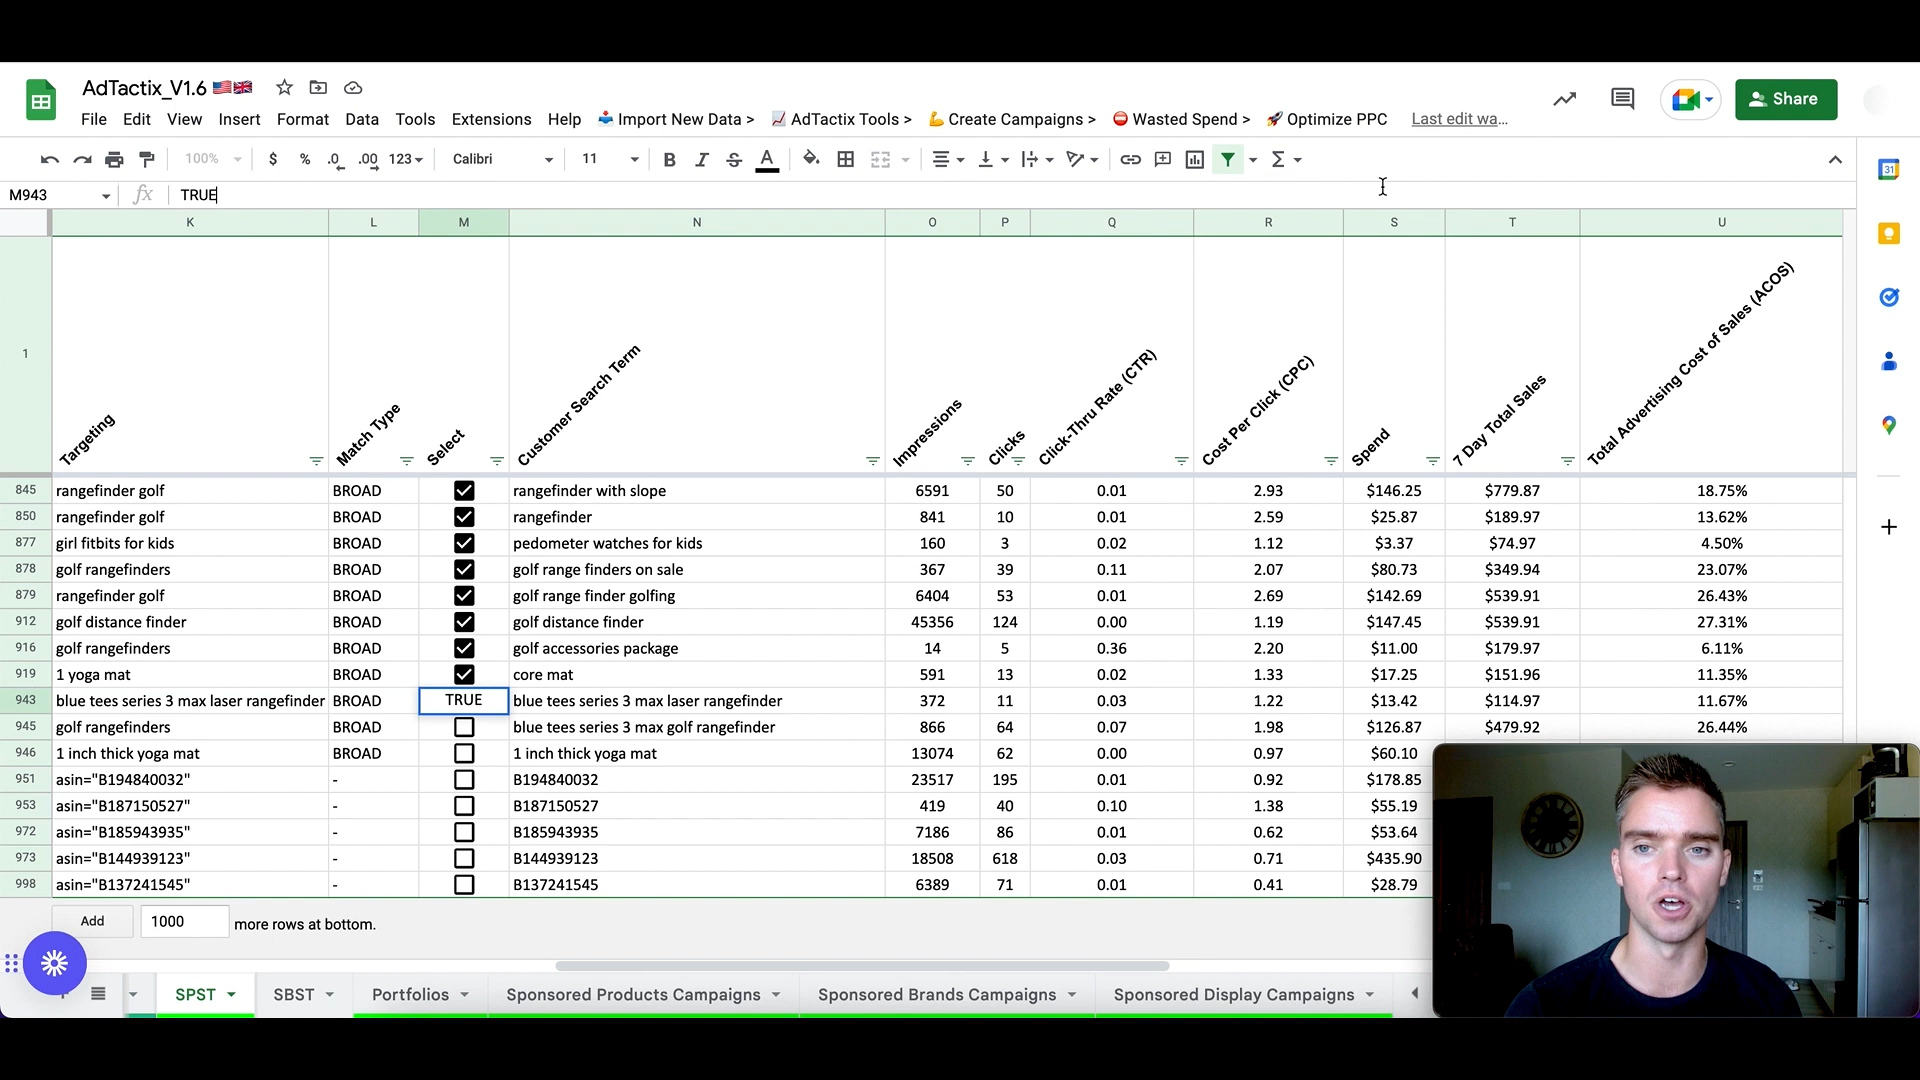 AdTactix_V1.6
Share
File Edit View Insert Format Data Tools Extensions Help Import New Data > AdTactix Tools > Create Campaigns > Wasted Spend > Optimize PPC Last edit wa...
100% $ % .0 .00 123 Calibri 11 B I S A Σ
M943 fx TRUE
31
K L M N O P Q R S T U
1 Targeting Match Type Select Customer Search Term Impressions Clicks Click-Thru Rate (CTR) Cost Per Click (CPC) Spend 7 Day Total Sales Total Advertising Cost of Sales (ACOS)
845 rangefinder golf BROAD rangefinder with slope 6591 50 0.01 2.93 $146.25 $779.87 18.75%
850 rangefinder golf BROAD rangefinder 841 10 0.01 2.59 $25.87 $189.97 13.62%
877 girl fitbits for kids BROAD pedometer watches for kids 160 3 0.02 1.12 $3.37 $74.97 4.50%
878 golf rangefinders BROAD golf range finders on sale 367 39 0.11 2.07 $80.73 $349.94 23.07%
879 rangefinder golf BROAD golf range finder golfing 6404 53 0.01 2.69 $142.69 $539.91 26.43%
912 golf distance finder BROAD golf distance finder 45356 124 0.00 1.19 $147.45 $539.91 27.31%
916 golf rangefinders BROAD golf accessories package 14 5 0.36 2.20 $11.00 $179.97 6.11%
919 1 yoga mat BROAD core mat 591 13 0.02 1.33 $17.25 $151.96 11.35%
943 blue tees series 3 max laser rangefinder BROAD TRUE blue tees series 3 max laser rangefinder 372 11 0.03 1.22 $13.42 $114.97 11.67%
945 golf rangefinders BROAD blue tees series 3 max golf rangefinder 866 64 0.07 1.98 $126.87 $479.92 26.44%
946 1 inch thick yoga mat BROAD 1 inch thick yoga mat 13074 62 0.00 0.97 $60.10
951 asin="B194840032" - B194840032 23517 195 0.01 0.92 $178.85
953 asin="B187150527" - B187150527 419 40 0.10 1.38 $55.19
972 asin="B185943935" - B185943935 7186 86 0.01 0.62 $53.64
973 asin="B144939123" - B144939123 18508 618 0.03 0.71 $435.90
998 asin="B137241545" - B137241545 6389 71 0.01 0.41 $28.79
Add 1000 more rows at bottom.
SPST SBST Portfolios Sponsored Products Campaigns Sponsored Brands Campaigns Sponsored Display Campaigns